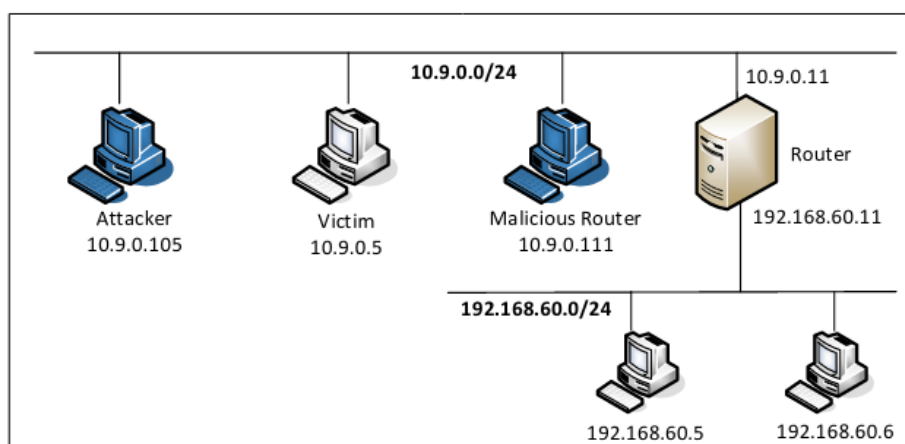 10.9.0.0/24
10.9.0.11
Router
Attacker
10.9.0.105
Victim
10.9.0.5
Malicious Router
10.9.0.111
192.168.60.11
192.168.60.0/24
192.168.60.5
192.168.60.6